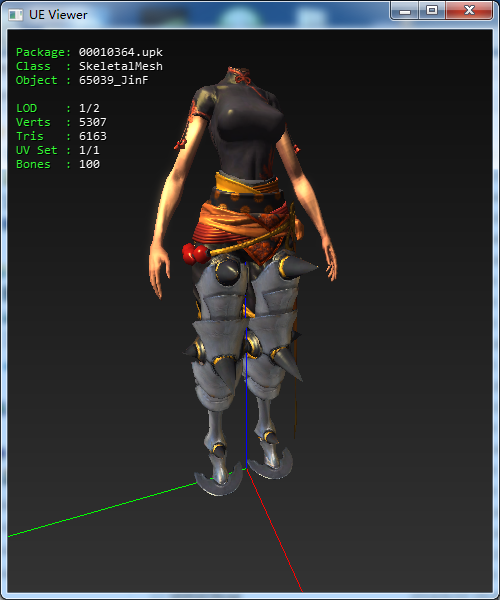 UE Viewer
Package: 00010364.upk
Class : SkeletalMesh
Object : 65039_JinF
LOD : 1/2
Verts : 5307
Tris : 6163
UV Set : 1/1
Bones : 100